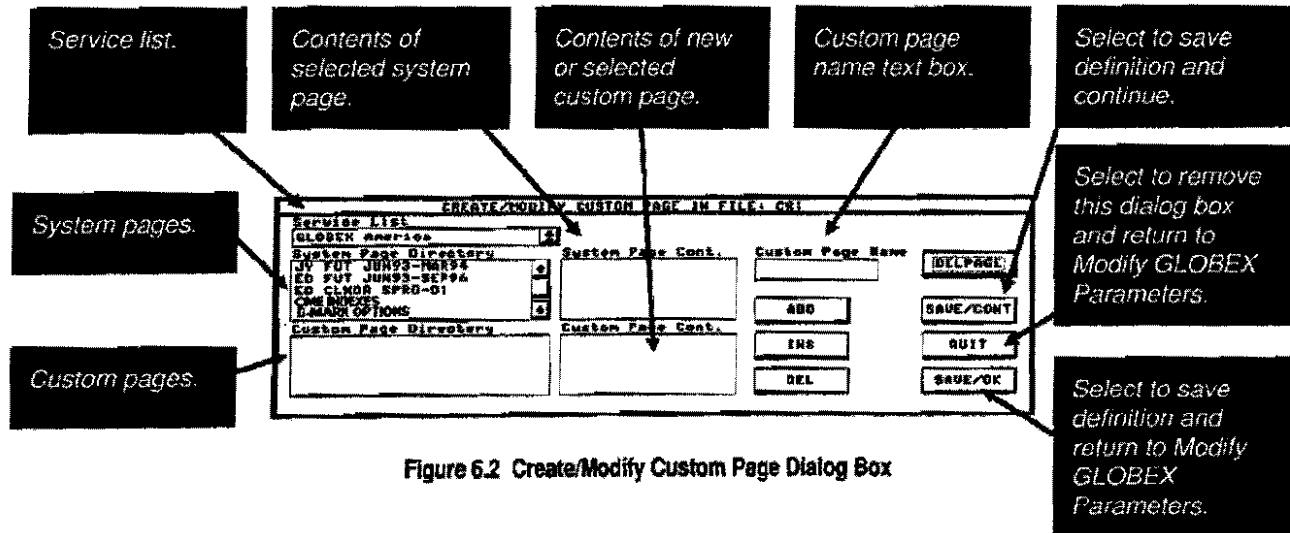 Service list.
Contents of
selected system
page.
Contents of new
or selected
custom page.
Custom page
name text box.
Select to save
definition and
continue.
System pages.
Custom pages.
Select to remove
this dialog box
and return to
Modify GLOBEX
Parameters.
Select to save
definition and
return to Modify
GLOBEX
Parameters.
CREATE/MODIFY CUSTOM PAGE IN FILE:
Service List
GLOBEX America
System Page Directory
JY FUT JUN93-MAR94
ED FUT JUN93-SEP96
ED CLNDR SPRD-01
CME INDEXES
D-MARK OPTIONS
Custom Page Directory
System Page Cont.
Custom Page Cont.
Custom Page Name
ADD
INS
DEL
DELPAGE
SAVE/CONT
QUIT
SAVE/OK
Figure 6.2 Create/Modify Custom Page Dialog Box